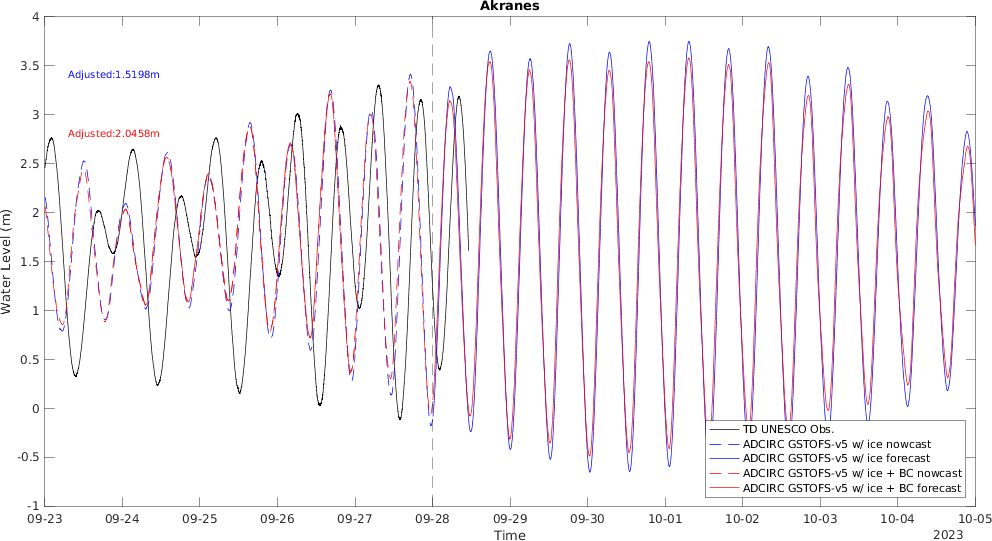 Akranes
4
3.5
3
2.5
2
1.5
1
0.5
0
-0.5
-1
Water Level (m)
Adjusted:1.5198m
Adjusted:2.0458m
TD UNESCO Obs.
ADCIRC GSTOFS-v5 w/ ice nowcast
ADCIRC GSTOFS-v5 w/ ice forecast
ADCIRC GSTOFS-v5 w/ ice + BC nowcast
ADCIRC GSTOFS-v5 w/ ice + BC forecast
09-23 09-24 09-25 09-26 09-27 09-28 09-29 09-30 10-01 10-02 10-03 10-04 10-05
Time
2023